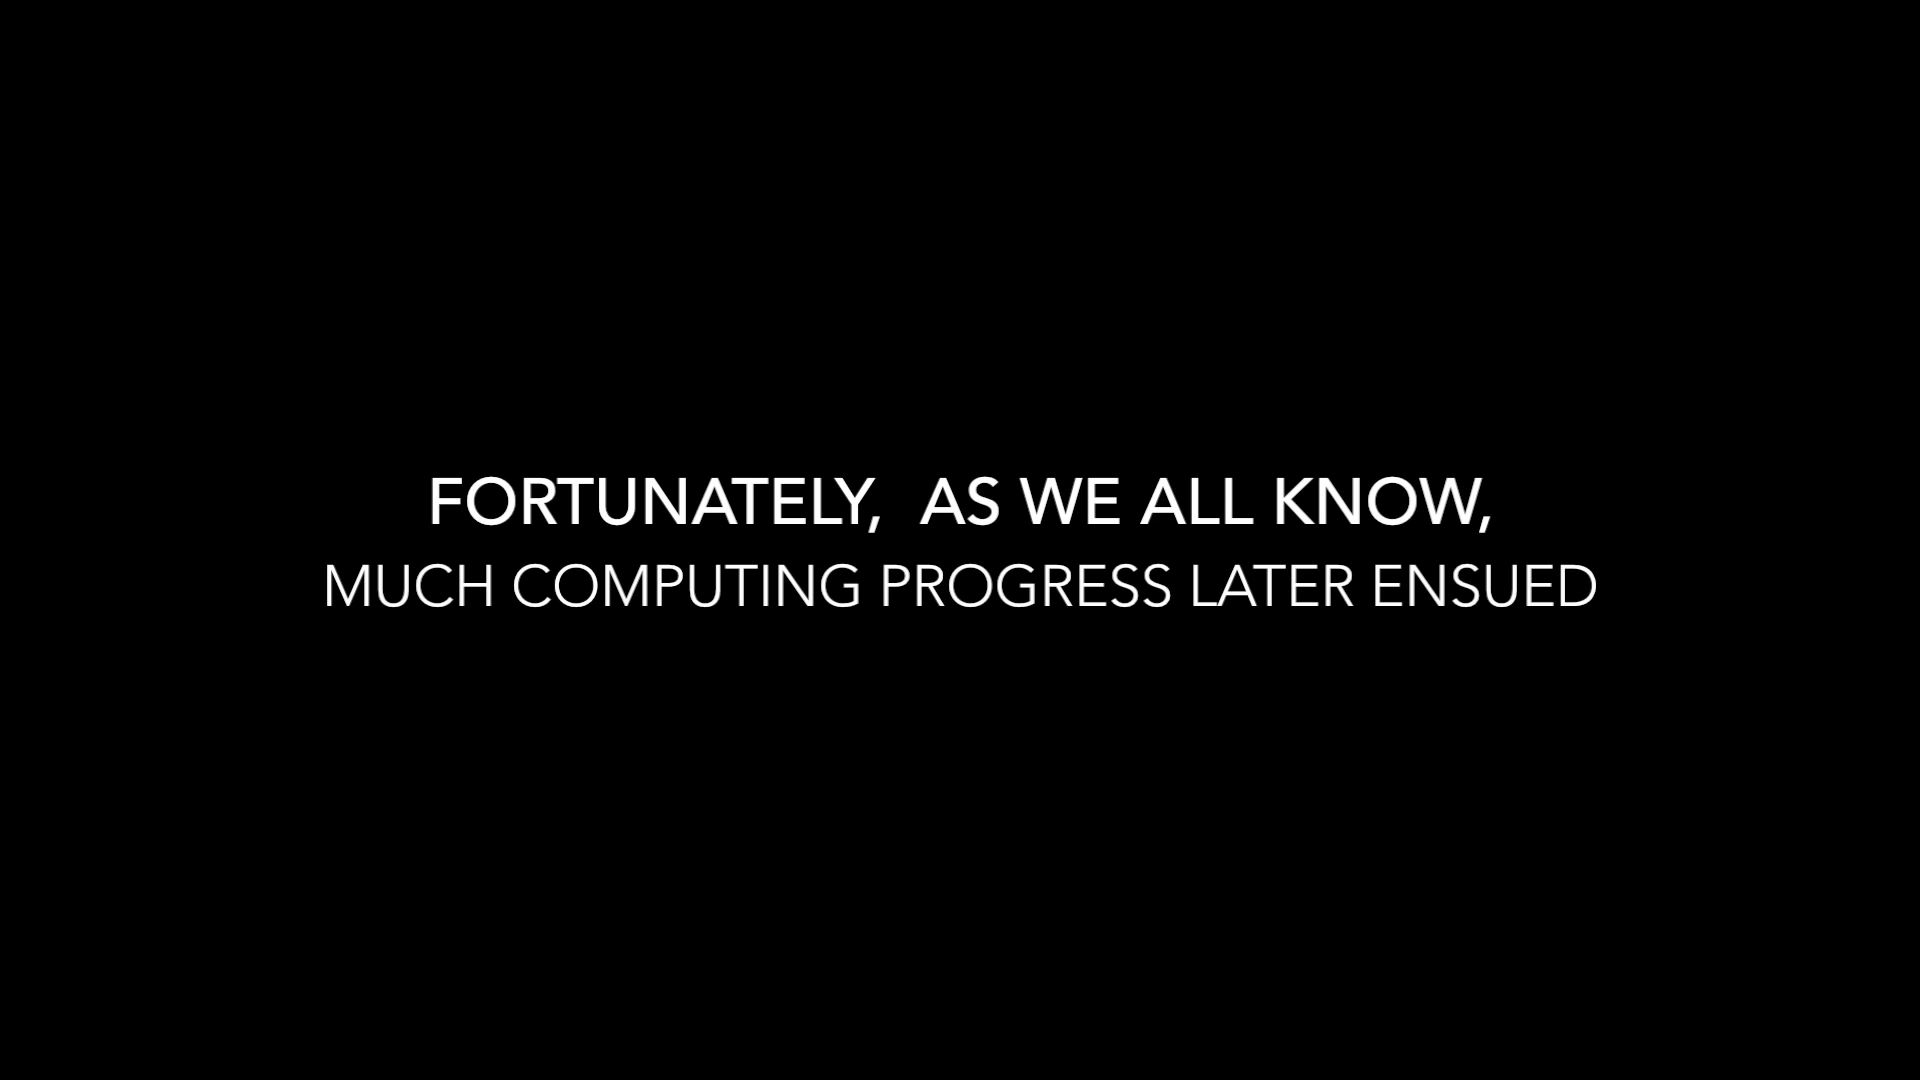 FORTUNATELY,  AS WE ALL KNOW,
MUCH COMPUTING PROGRESS LATER ENSUED